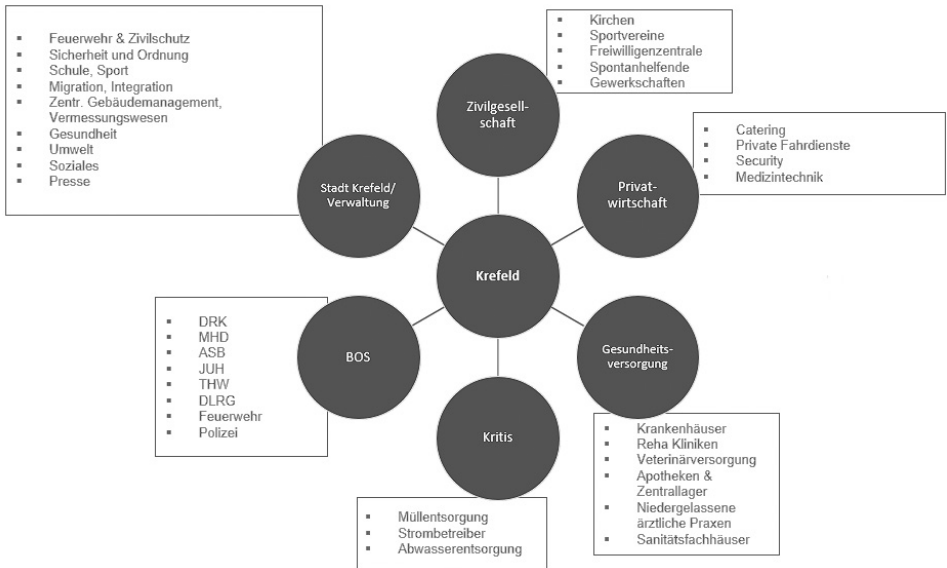 Feuerwehr & Zivilschutz
Sicherheit und Ordnung
Schule, Sport
Migration, Integration
Zentr. Gebäudemanagement,
Vermessungswesen
Gesundheit
Umwelt
Soziales
Presse
Stadt Krefeld/
Verwaltung
Kirchen
Sportvereine
Freiwilligenzentrale
Spontanhelfende
Gewerkschaften
Zivilgesell-
schaft
Catering
Private Fahrdienste
Security
Medizintechnik
Privat-
wirtschaft
Krefeld
DRK
MHD
ASB
JUH
THW
DLRG
Feuerwehr
Polizei
BOS
Gesundheits-
versorgung
Krankenhäuser
Reha Kliniken
Veterinärversorgung
Apotheken &
Zentrallager
Niedergelassene
ärztliche Praxen
Sanitätsfachhäuser
Kritis
Müllentsorgung
Strombetreiber
Abwasserentsorgung